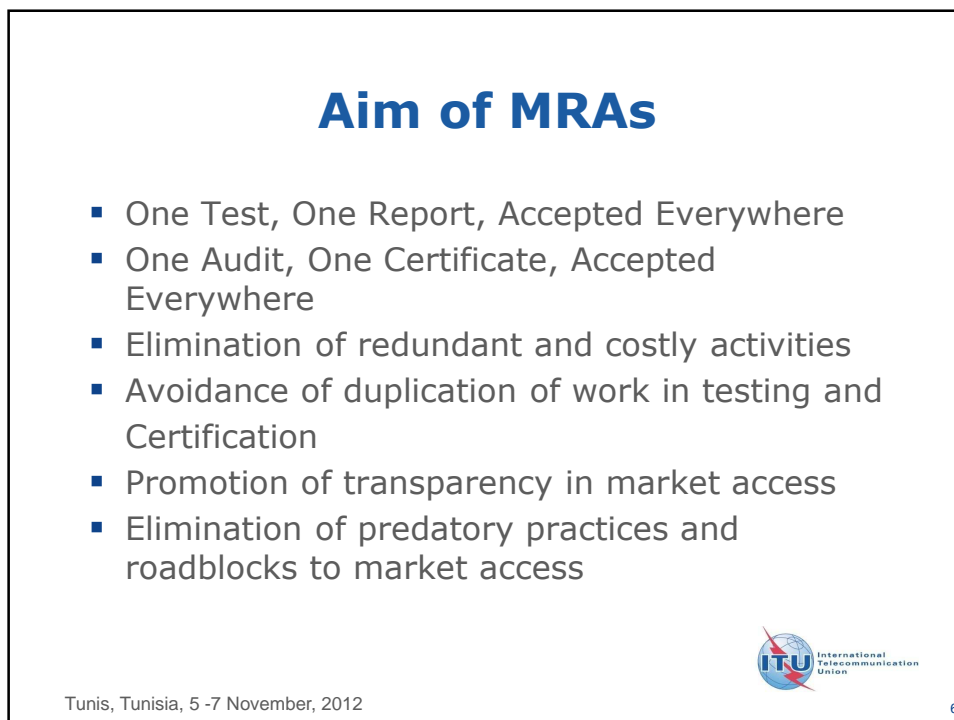 Aim of MRAs
▪ One Test, One Report, Accepted Everywhere
▪ One Audit, One Certificate, Accepted
Everywhere
▪ Elimination of redundant and costly activities
▪ Avoidance of duplication of work in testing and
Certification
▪ Promotion of transparency in market access
▪ Elimination of predatory practices and
roadblocks to market access
ITU
International
Telecommunication
Union
Tunis, Tunisia, 5 -7 November, 2012
6